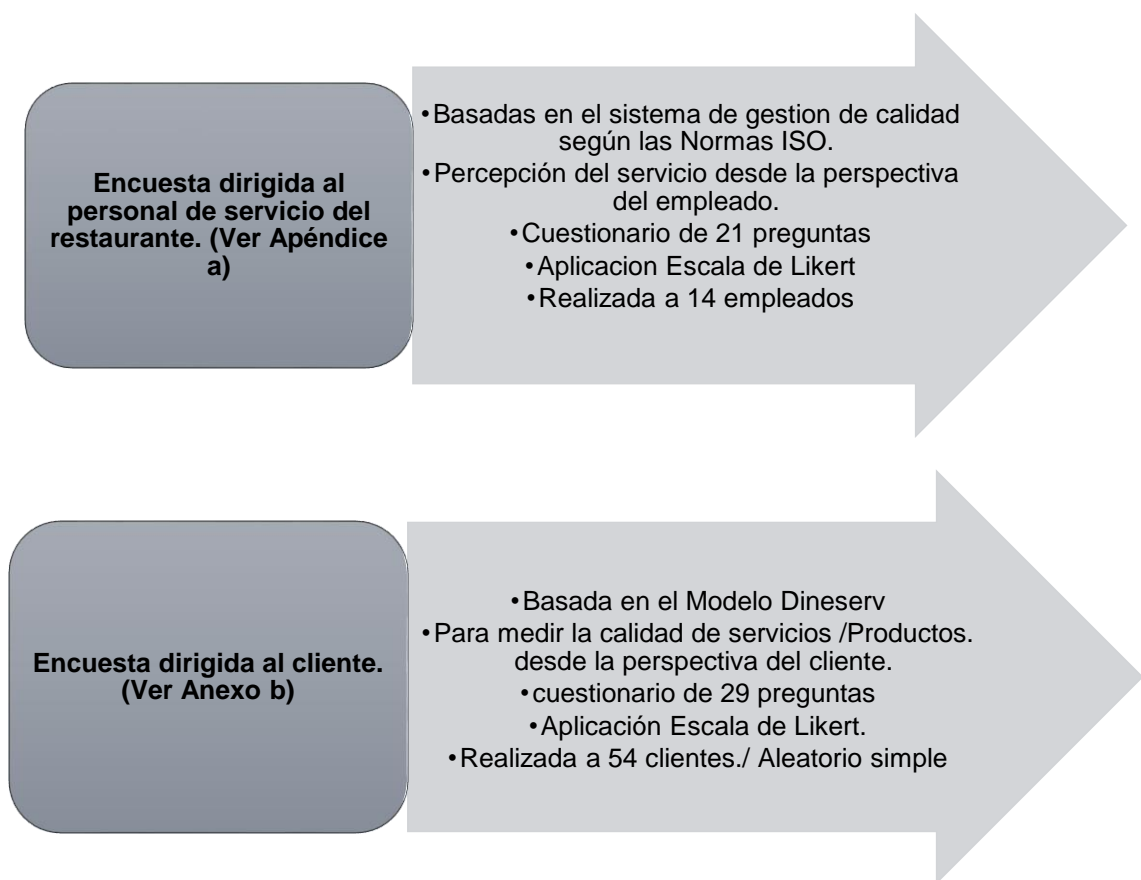 Encuesta dirigida al
personal de servicio del
restaurante. (Ver Apéndice
a)
•Basadas en el sistema de gestion de calidad
según las Normas ISO.
•Percepción del servicio desde la perspectiva
del empleado.
•Cuestionario de 21 preguntas
•Aplicacion Escala de Likert
•Realizada a 14 empleados
Encuesta dirigida al cliente.
(Ver Anexo b)
•Basada en el Modelo Dineserv
•Para medir la calidad de servicios /Productos.
desde la perspectiva del cliente.
•cuestionario de 29 preguntas
•Aplicación Escala de Likert.
•Realizada a 54 clientes./ Aleatorio simple